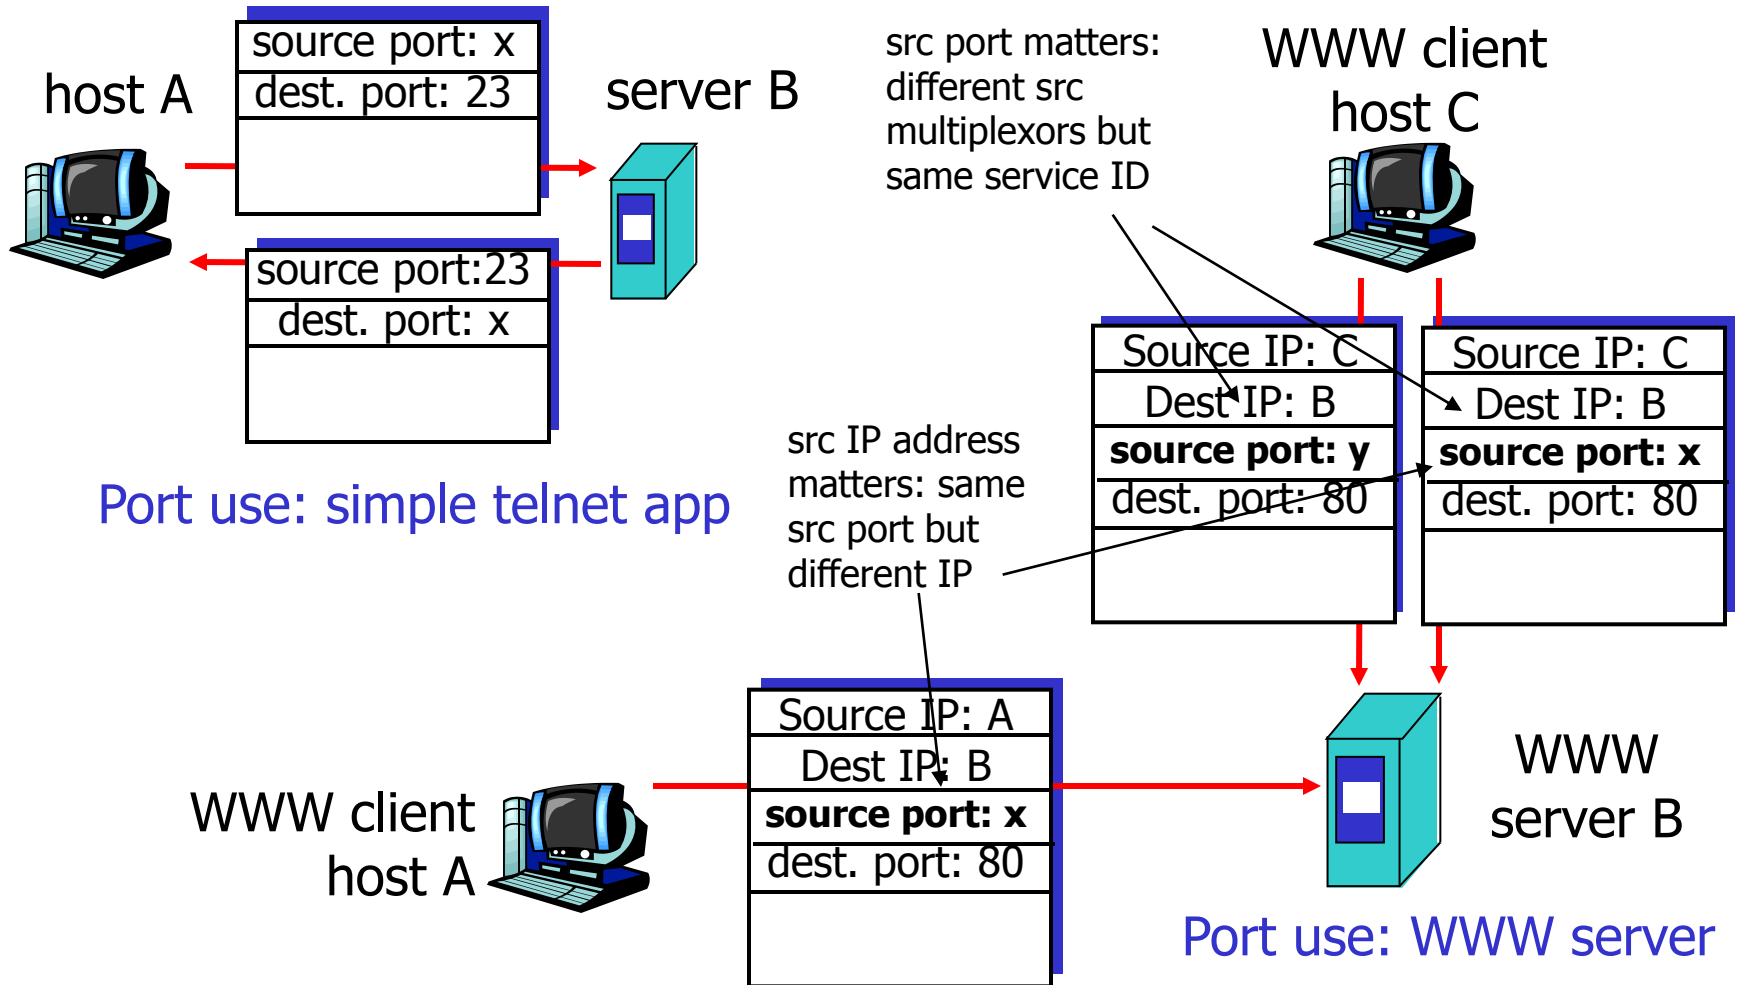 host A
source port: x
dest. port: 23
server B
source port:23
dest. port: x
Port use: simple telnet app
src port matters:
different src
multiplexors but
same service ID
WWW client
host C
Source IP: C
Dest IP: B
source port: y
dest. port: 80
Source IP: C
Dest IP: B
source port: x
dest. port: 80
src IP address
matters: same
src port but
different IP
WWW client
host A
Source IP: A
Dest IP: B
source port: x
dest. port: 80
WWW
server B
Port use: WWW server